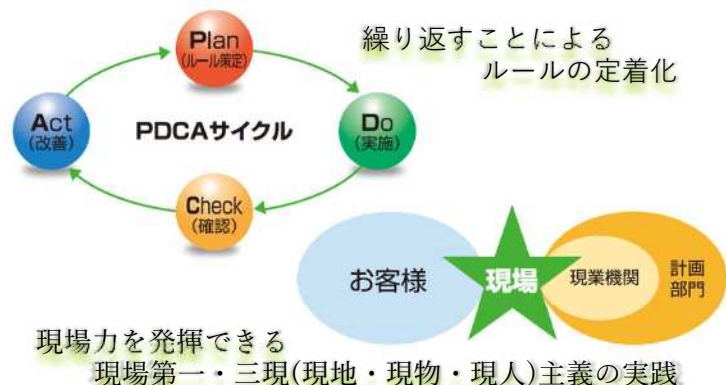 Plan
(ルール策定)
繰り返すことによる
ルールの定着化
Act
(改善)
PDCAサイクル
Do
(実施)
Check
(確認)
お客様
現場
現業機関
計画
部門
現場力を発揮できる
現場第一・三現(現地・現物・現人)主義の実践